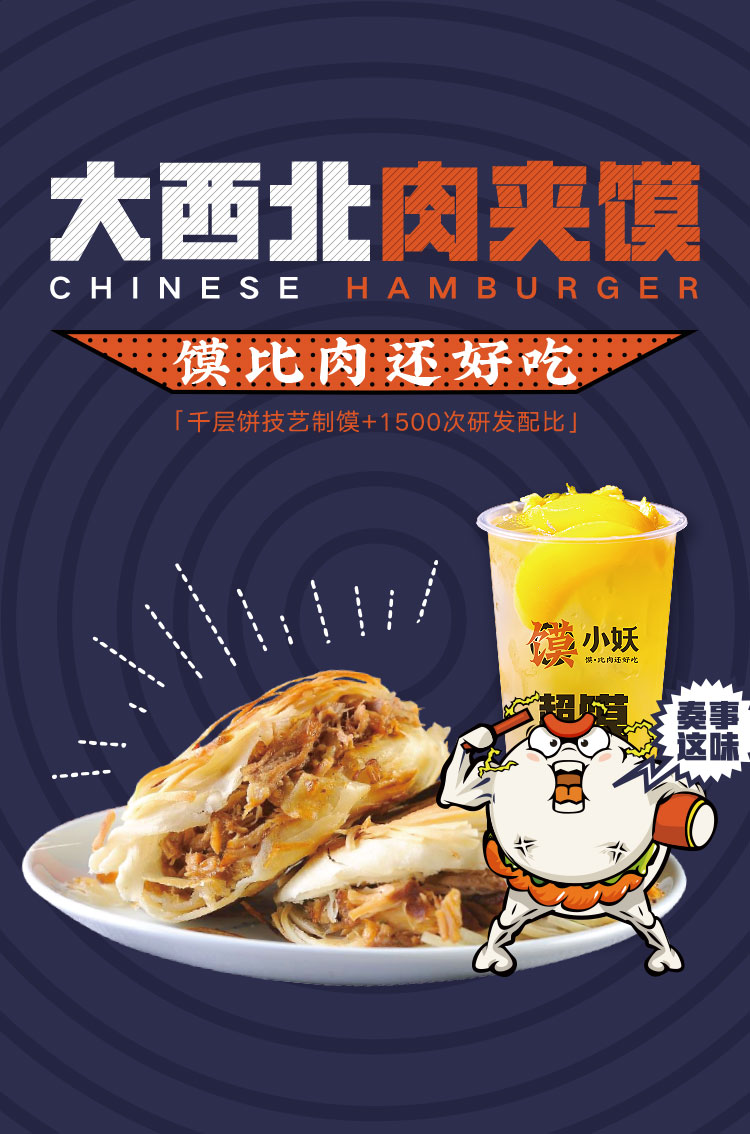 大西北肉夹馍
CHINESE HAMBURGER
馍比肉还好吃
「千层饼技艺制馍+1500次研发配比」
馍小妖
馍·比肉还好吃
超馍
奏事
这味